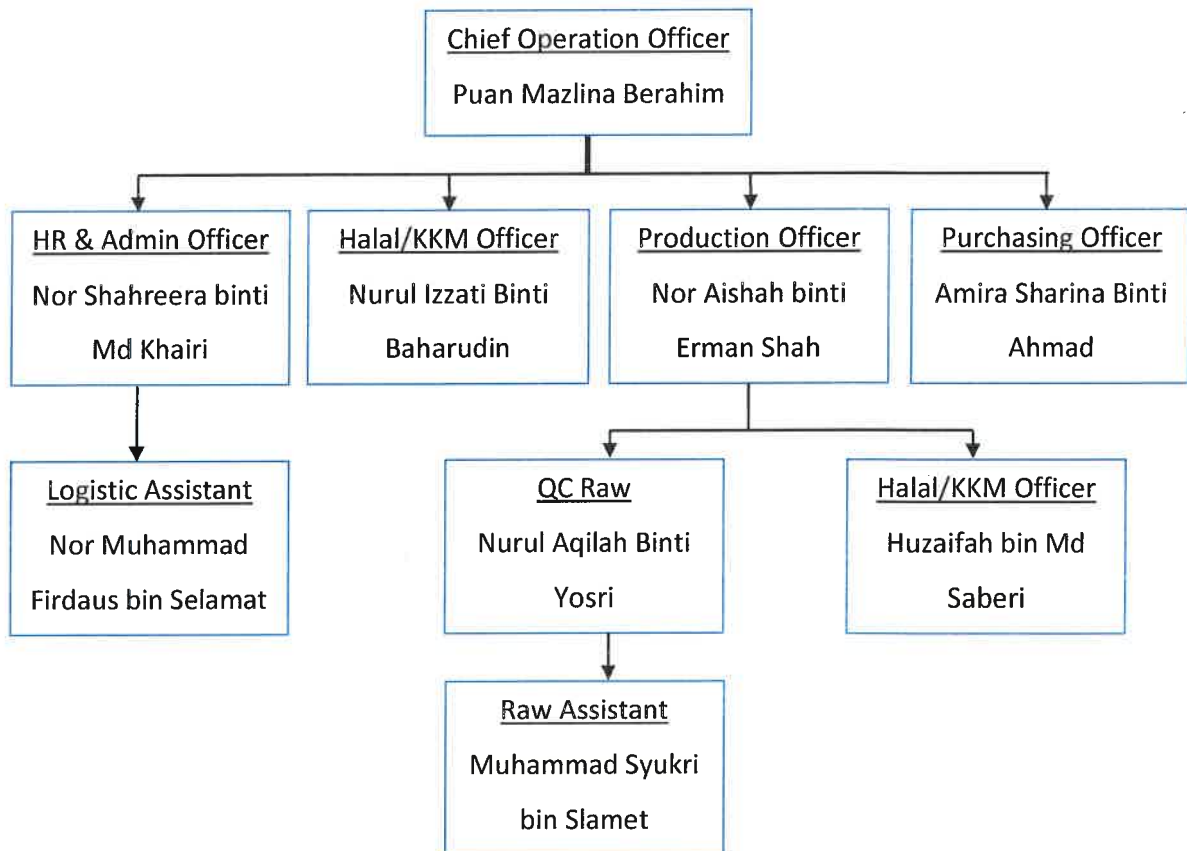 Chief Operation Officer
Puan Mazlina Berahim
HR & Admin Officer
Nor Shahreera binti
Md Khairi
Halal/KKM Officer
Nurul Izzati Binti
Baharudin
Production Officer
Nor Aishah binti
Erman Shah
Purchasing Officer
Amira Sharina Binti
Ahmad
Logistic Assistant
Nor Muhammad
Firdaus bin Selamat
QC Raw
Nurul Aqilah Binti
Yosri
Halal/KKM Officer
Huzaifah bin Md
Saberi
Raw Assistant
Muhammad Syukri
bin Slamet